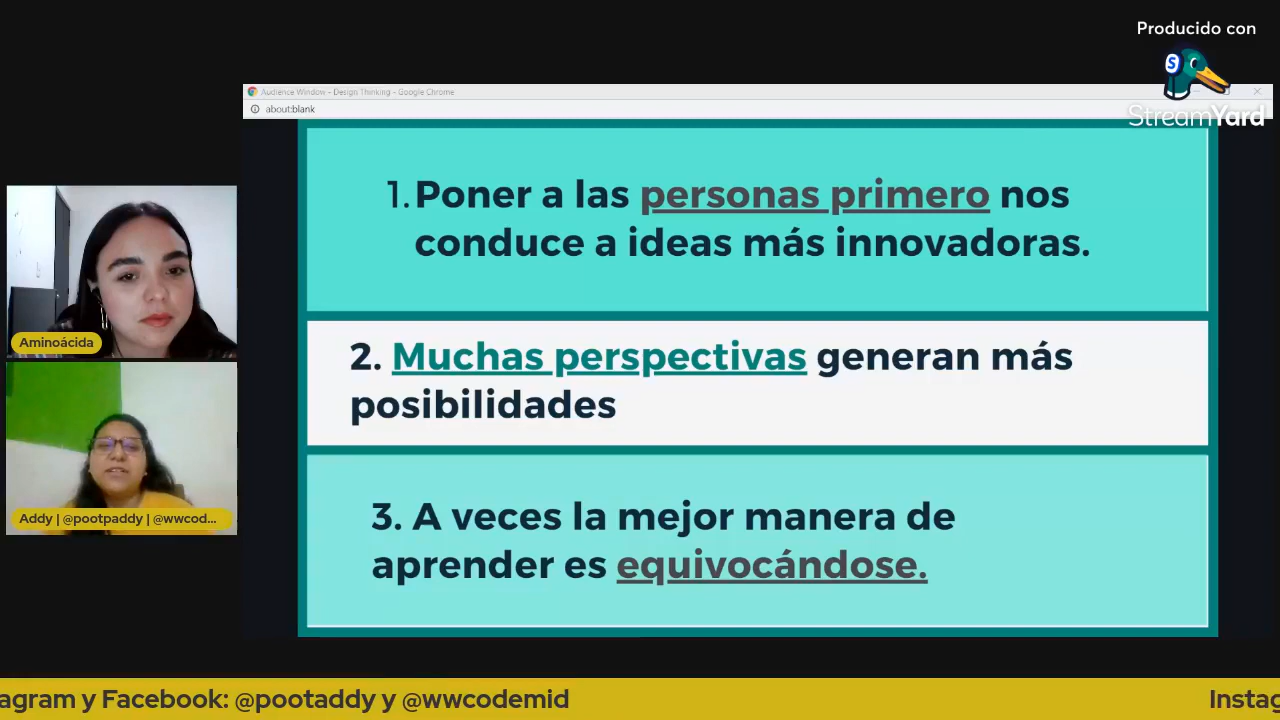 Producido con
StreamYard
Audience Window - Design Thinking - Google Chrome
about:blank
1. Poner a las personas primero nos
conduce a ideas más innovadoras.
2. Muchas perspectivas generan más
posibilidades
3. A veces la mejor manera de
aprender es equivocándose.
Aminoácida
Addy | @pootpaddy | @wwcod...
agram y Facebook: @pootaddy y @wwcodemid
Instag